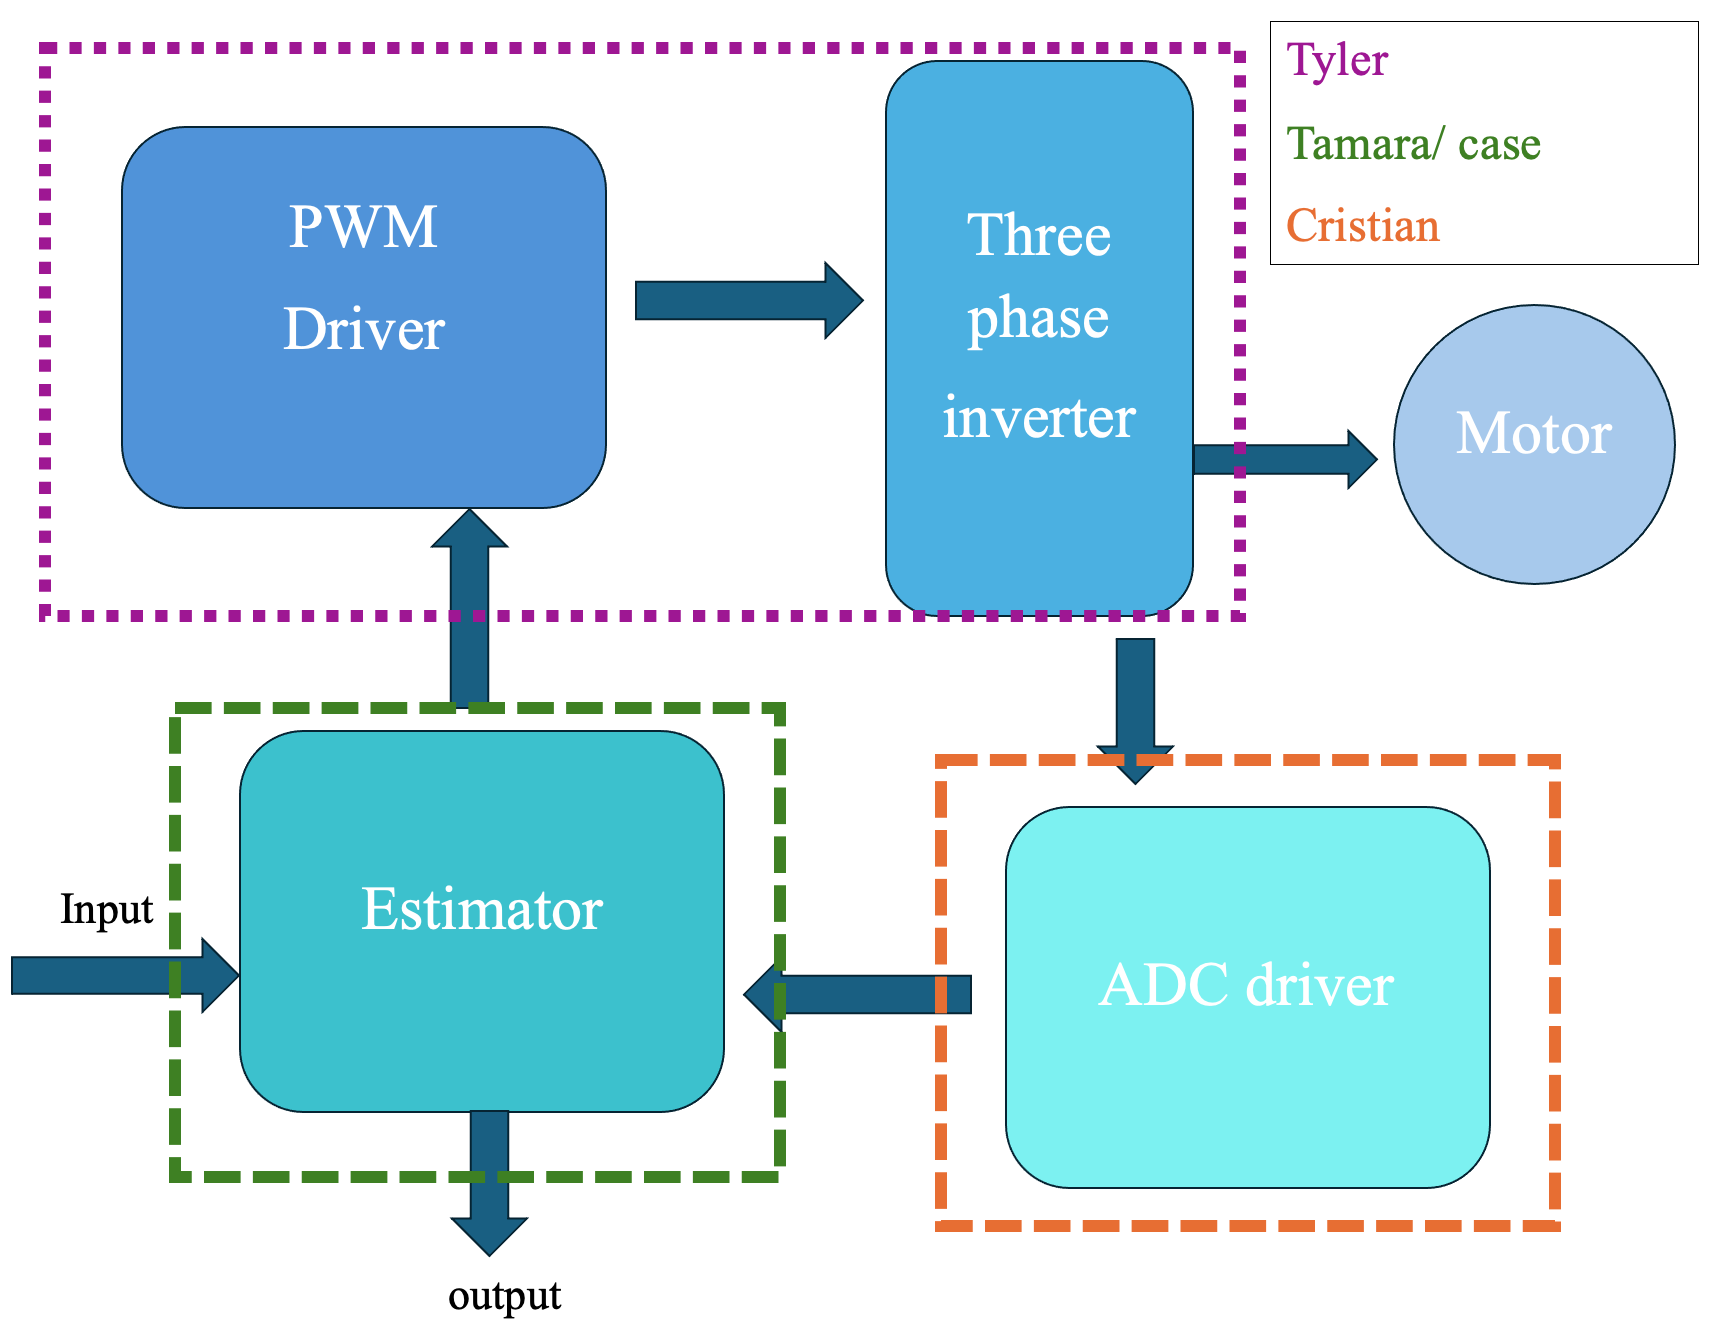 PWM
Driver
Three
phase
inverter
Tyler
Tamara/ case
Cristian
Motor
Input
Estimator
ADC driver
output